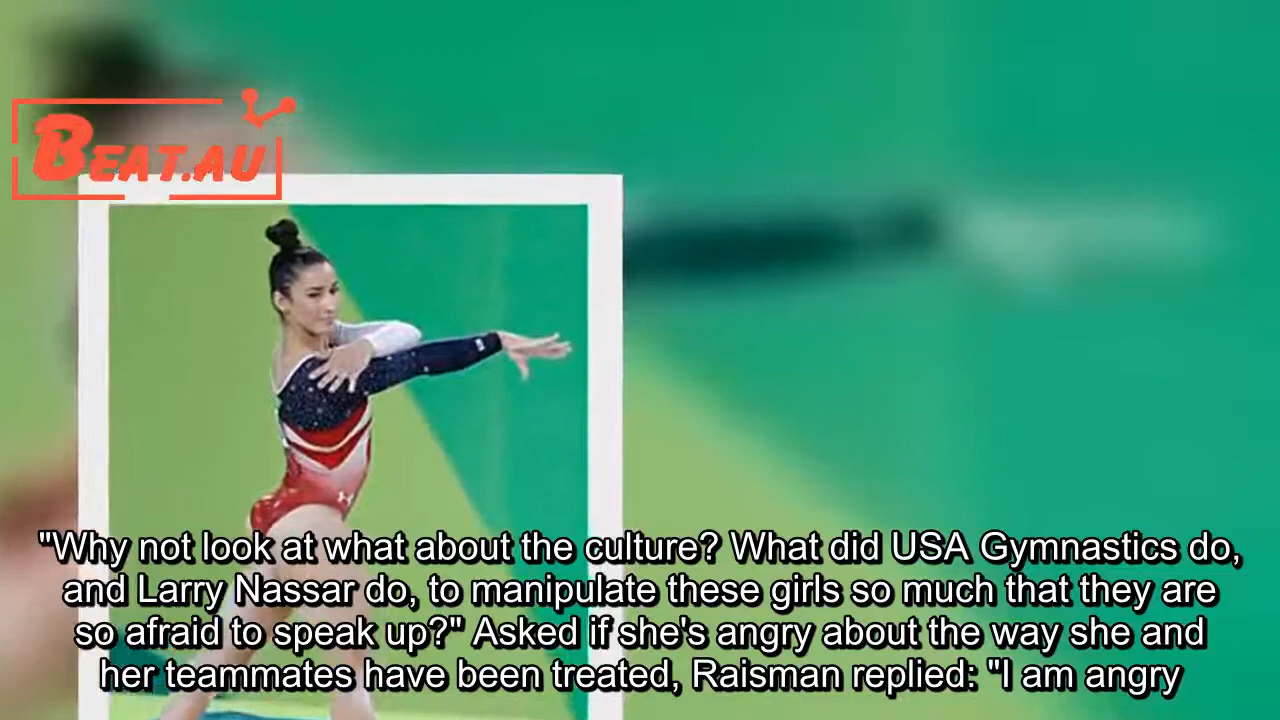 BEAT.AU
"Why not look at what about the culture? What did USA Gymnastics do,
and Larry Nassar do, to manipulate these girls so much that they are
so afraid to speak up?" Asked if she's angry about the way she and
her teammates have been treated, Raisman replied: "I am angry